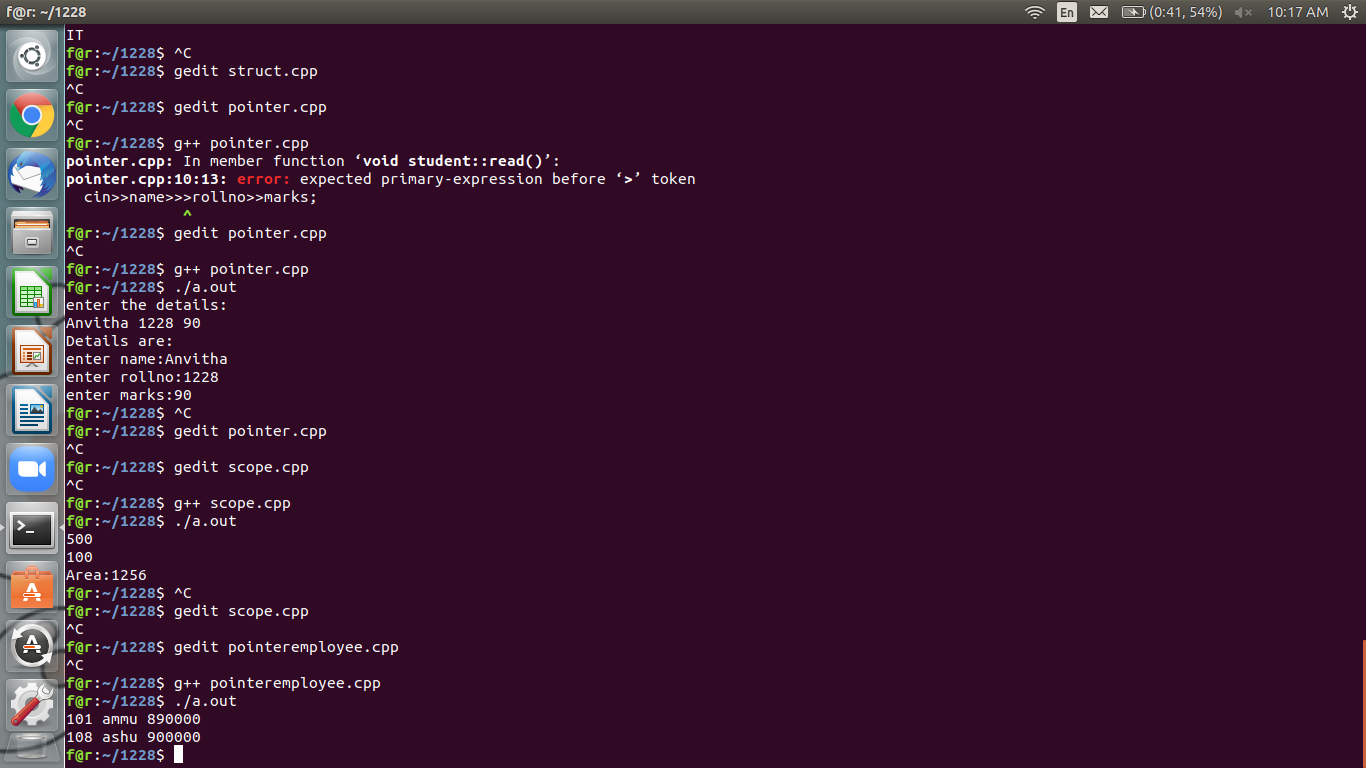 f@r: ~/1228
En
(0:41, 54%)
10:17 AM
IT
f@r:~/1228$ ^C
f@r:~/1228$ gedit struct.cpp
^C
f@r:~/1228$ gedit pointer.cpp
^C
f@r:~/1228$ g++ pointer.cpp
pointer.cpp: In member function ‘void student::read()’:
pointer.cpp:10:13: error: expected primary-expression before ‘>’ token
  cin>>name>>>rollno>>marks;
             ^
f@r:~/1228$ gedit pointer.cpp
^C
f@r:~/1228$ g++ pointer.cpp
f@r:~/1228$ ./a.out
enter the details:
Anvitha 1228 90
Details are:
enter name:Anvitha
enter rollno:1228
enter marks:90
f@r:~/1228$ ^C
f@r:~/1228$ gedit pointer.cpp
^C
f@r:~/1228$ gedit scope.cpp
^C
f@r:~/1228$ g++ scope.cpp
f@r:~/1228$ ./a.out
500
100
Area:1256
f@r:~/1228$ ^C
f@r:~/1228$ gedit scope.cpp
^C
f@r:~/1228$ gedit pointeremployee.cpp
^C
f@r:~/1228$ g++ pointeremployee.cpp
f@r:~/1228$ ./a.out
101 ammu 890000
108 ashu 900000
f@r:~/1228$